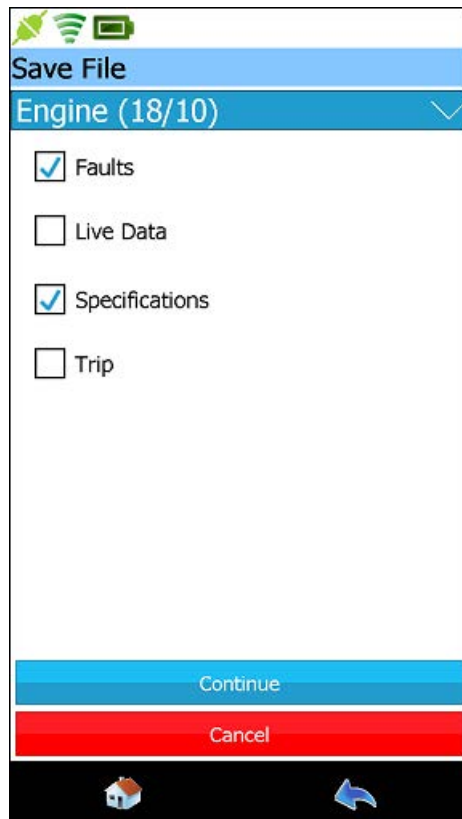 Save File
Engine (18/10)
Faults
Live Data
Specifications
Trip
Continue
Cancel